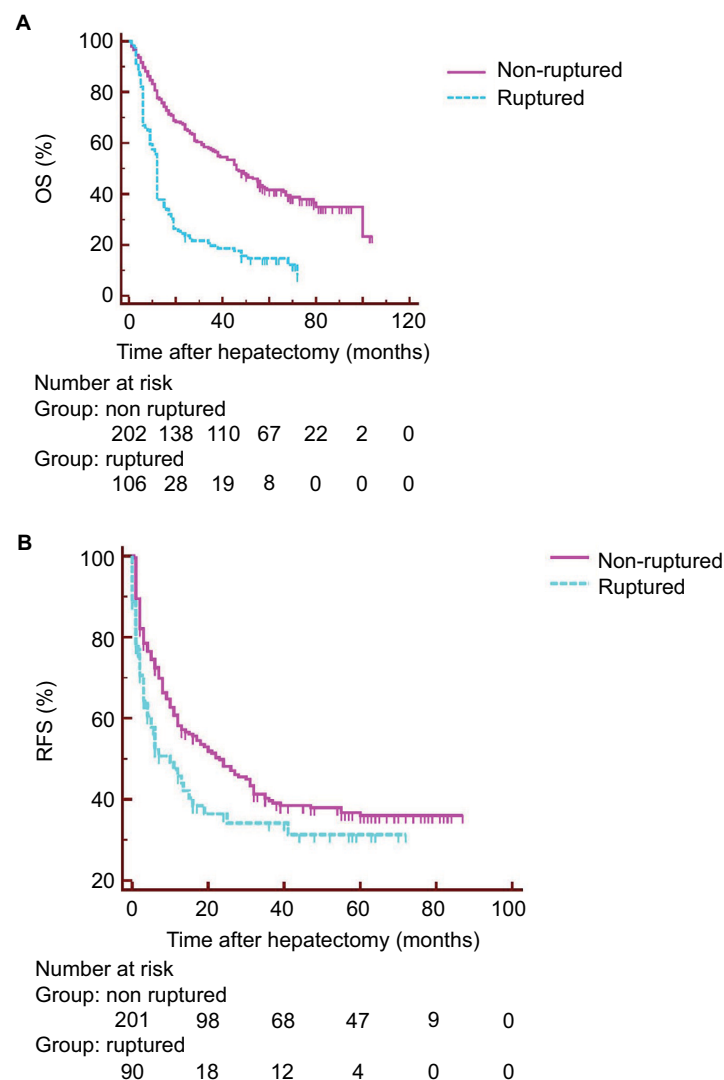 A
100
80
60
40
20
0
OS (%)
Non-ruptured
Ruptured
0 40 80 120
Time after hepatectomy (months)
Number at risk
Group: non ruptured
202 138 110 67 22 2 0
Group: ruptured
106 28 19 8 0 0 0
B
100
80
60
40
20
RFS (%)
Non-ruptured
Ruptured
0 20 40 60 80 100
Time after hepatectomy (months)
Number at risk
Group: non ruptured
201 98 68 47 9 0
Group: ruptured
90 18 12 4 0 0